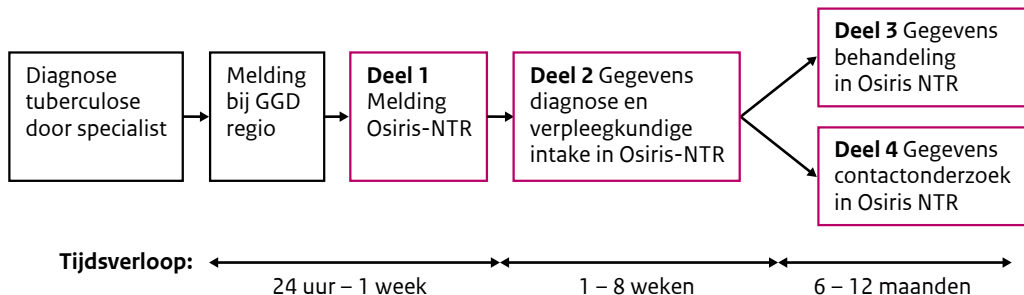 Diagnose
tuberculose
door specialist
Melding
bij GGD
regio
Deel 1
Melding
Osiris-NTR
Deel 2 Gegevens
diagnose en
verpleegkundige
intake in Osiris-NTR
Deel 3 Gegevens
behandeling
in Osiris NTR
Deel 4 Gegevens
contactonderzoek
in Osiris NTR
Tijdsverloop:
24 uur – 1 week
1 – 8 weken
6 – 12 maanden